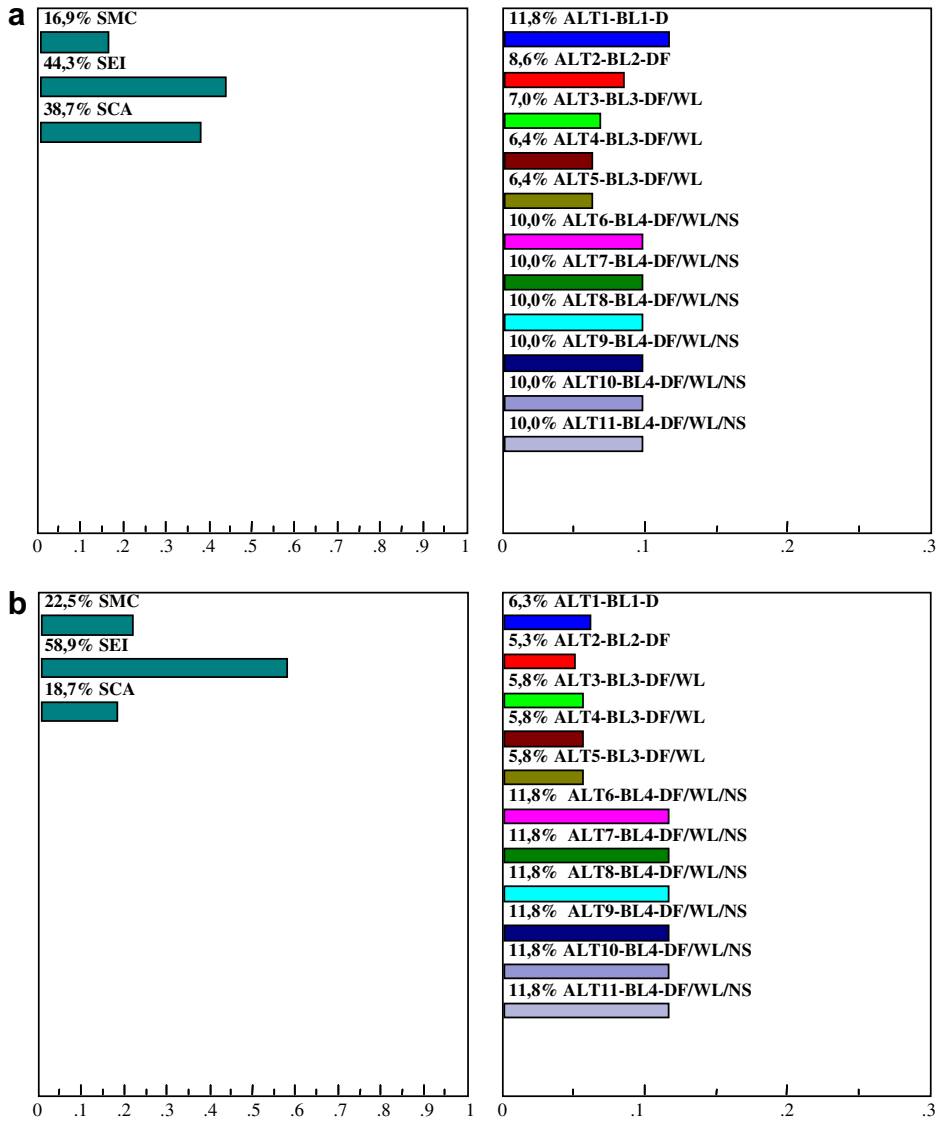 a
16,9% SMC
44,3% SEI
38,7% SCA
0 .1 .2 .3 .4 .5 .6 .7 .8 .9 1
11,8% ALT1-BL1-D
8,6% ALT2-BL2-DF
7,0% ALT3-BL3-DF/WL
6,4% ALT4-BL3-DF/WL
6,4% ALT5-BL3-DF/WL
10,0% ALT6-BL4-DF/WL/NS
10,0% ALT7-BL4-DF/WL/NS
10,0% ALT8-BL4-DF/WL/NS
10,0% ALT9-BL4-DF/WL/NS
10,0% ALT10-BL4-DF/WL/NS
10,0% ALT11-BL4-DF/WL/NS
0 .1 .2 .3
b
22,5% SMC
58,9% SEI
18,7% SCA
0 .1 .2 .3 .4 .5 .6 .7 .8 .9 1
6,3% ALT1-BL1-D
5,3% ALT2-BL2-DF
5,8% ALT3-BL3-DF/WL
5,8% ALT4-BL3-DF/WL
5,8% ALT5-BL3-DF/WL
11,8% ALT6-BL4-DF/WL/NS
11,8% ALT7-BL4-DF/WL/NS
11,8% ALT8-BL4-DF/WL/NS
11,8% ALT9-BL4-DF/WL/NS
11,8% ALT10-BL4-DF/WL/NS
11,8% ALT11-BL4-DF/WL/NS
0 .1 .2 .3